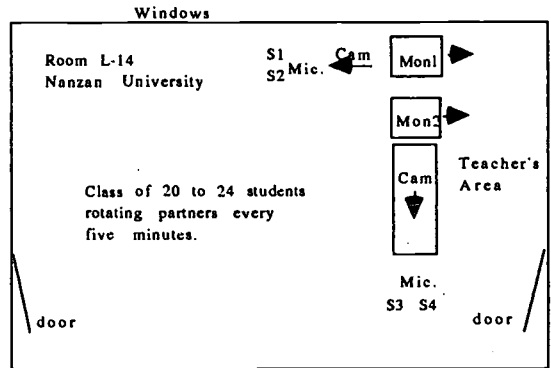 Windows
Room L-14
Nanzan University
S1
S2
Mic.
Cam
Mon1
Mon2
Cam
Teacher's
Area
Class of 20 to 24 students
rotating partners every
five minutes.
Mic.
S3 S4
door
door